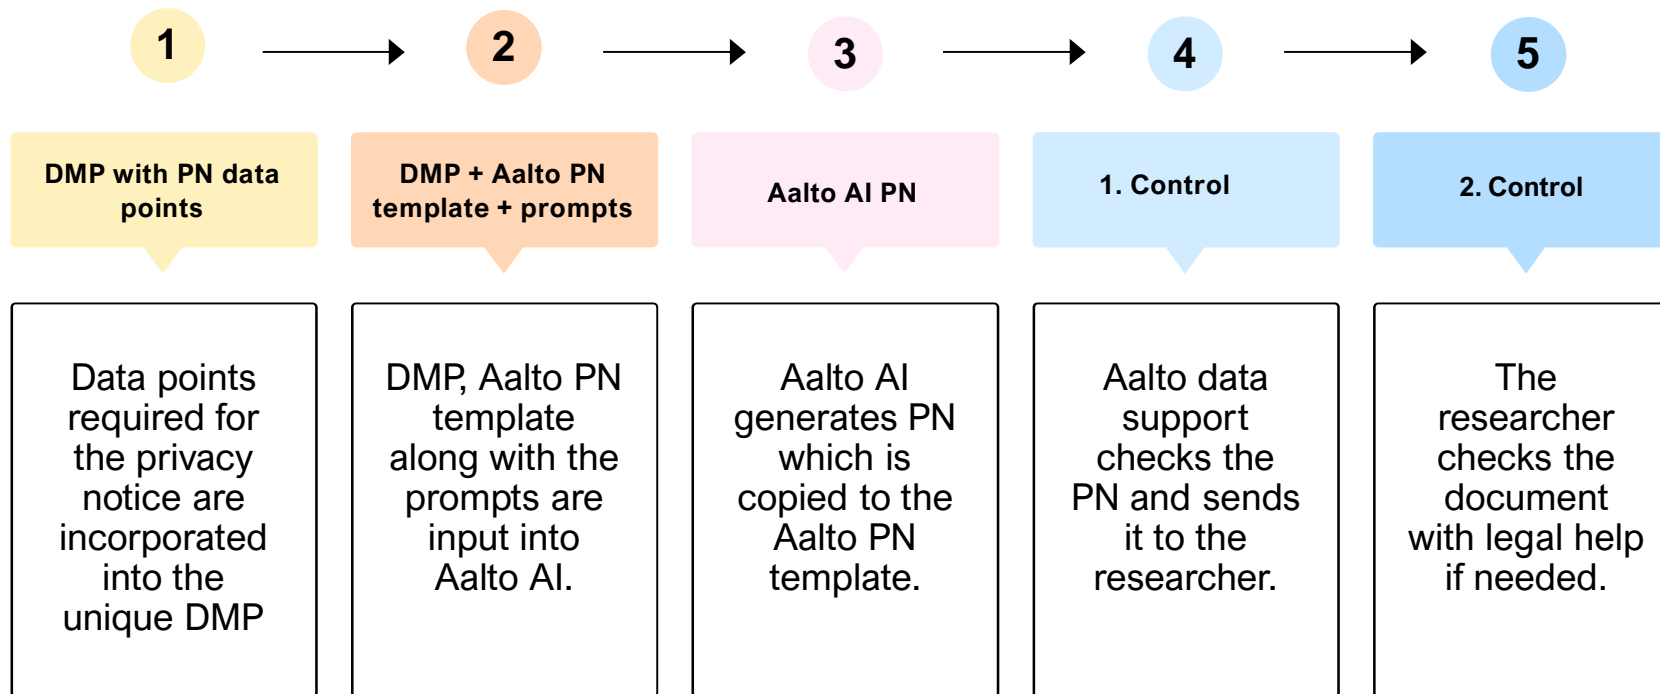 1
2
3
4
5
DMP with PN data
points
DMP + Aalto PN
template + prompts
Aalto AI PN
1. Control
2. Control
Data points
required for
the privacy
notice are
incorporated
into the
unique DMP
DMP, Aalto PN
template
along with the
prompts are
input into
Aalto AI.
Aalto AI
generates PN
which is
copied to the
Aalto PN
template.
Aalto data
support
checks the
PN and sends
it to the
researcher.
The
researcher
checks the
document
with legal help
if needed.